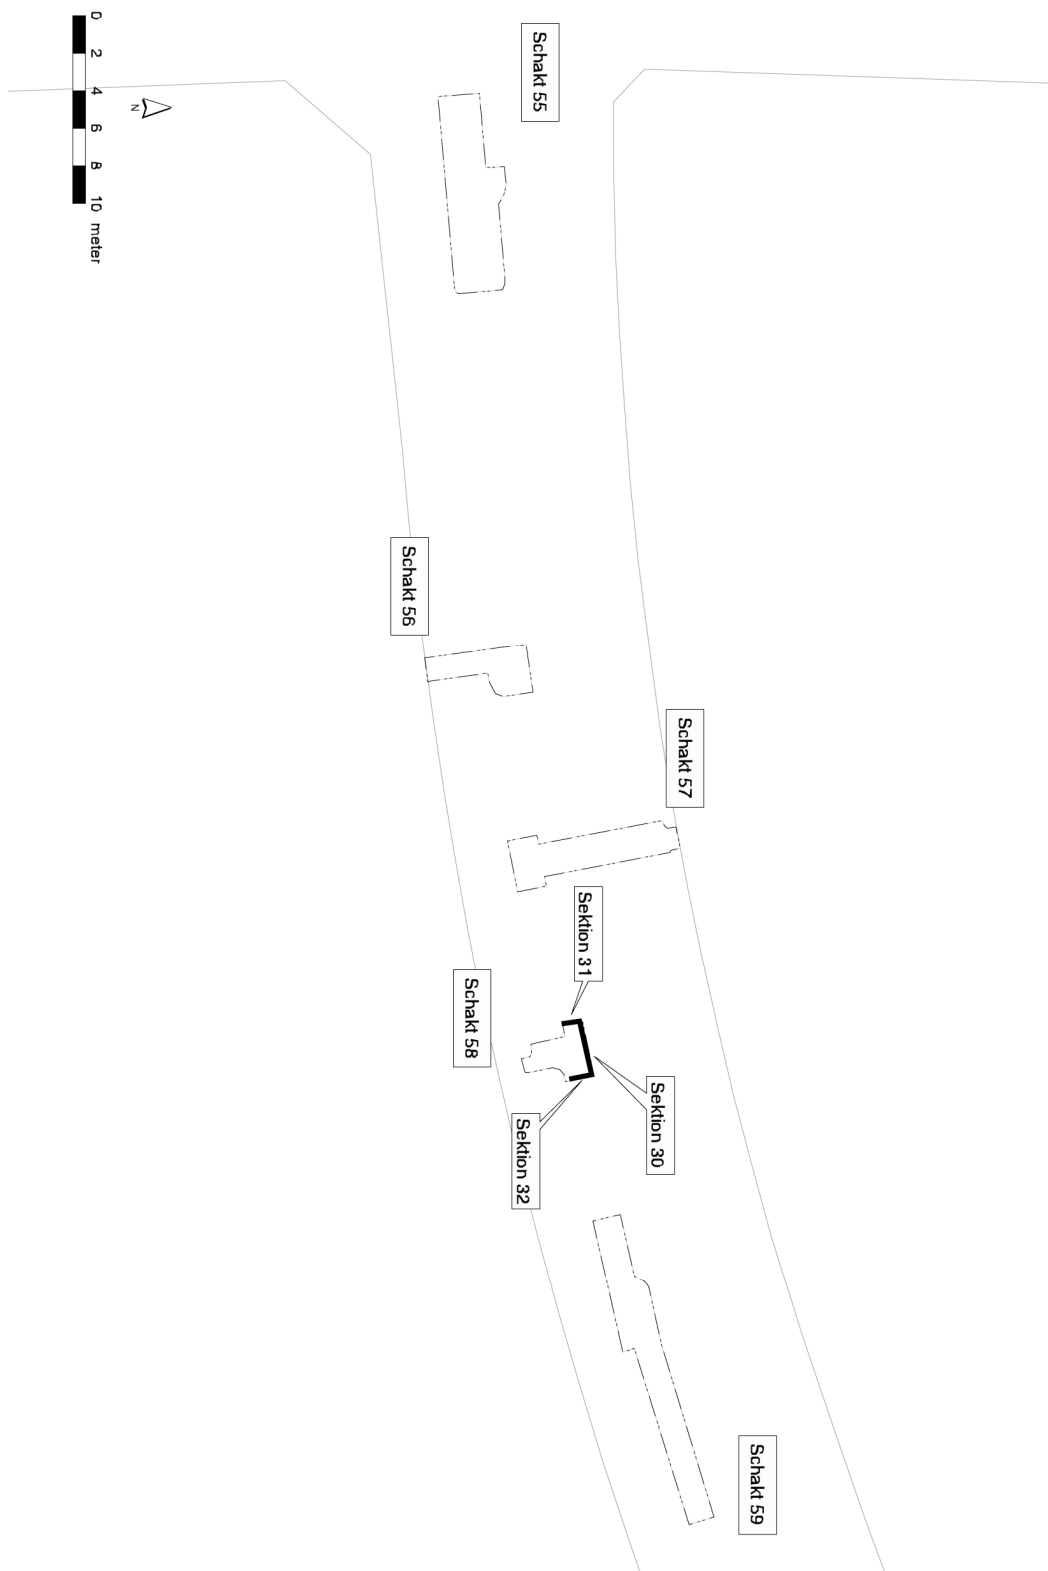 0 2 4 6 8 10 meter
N
Schakt 55
Schakt 56
Schakt 57
Sektion 31
Schakt 58
Sektion 30
Sektion 32
Schakt 59